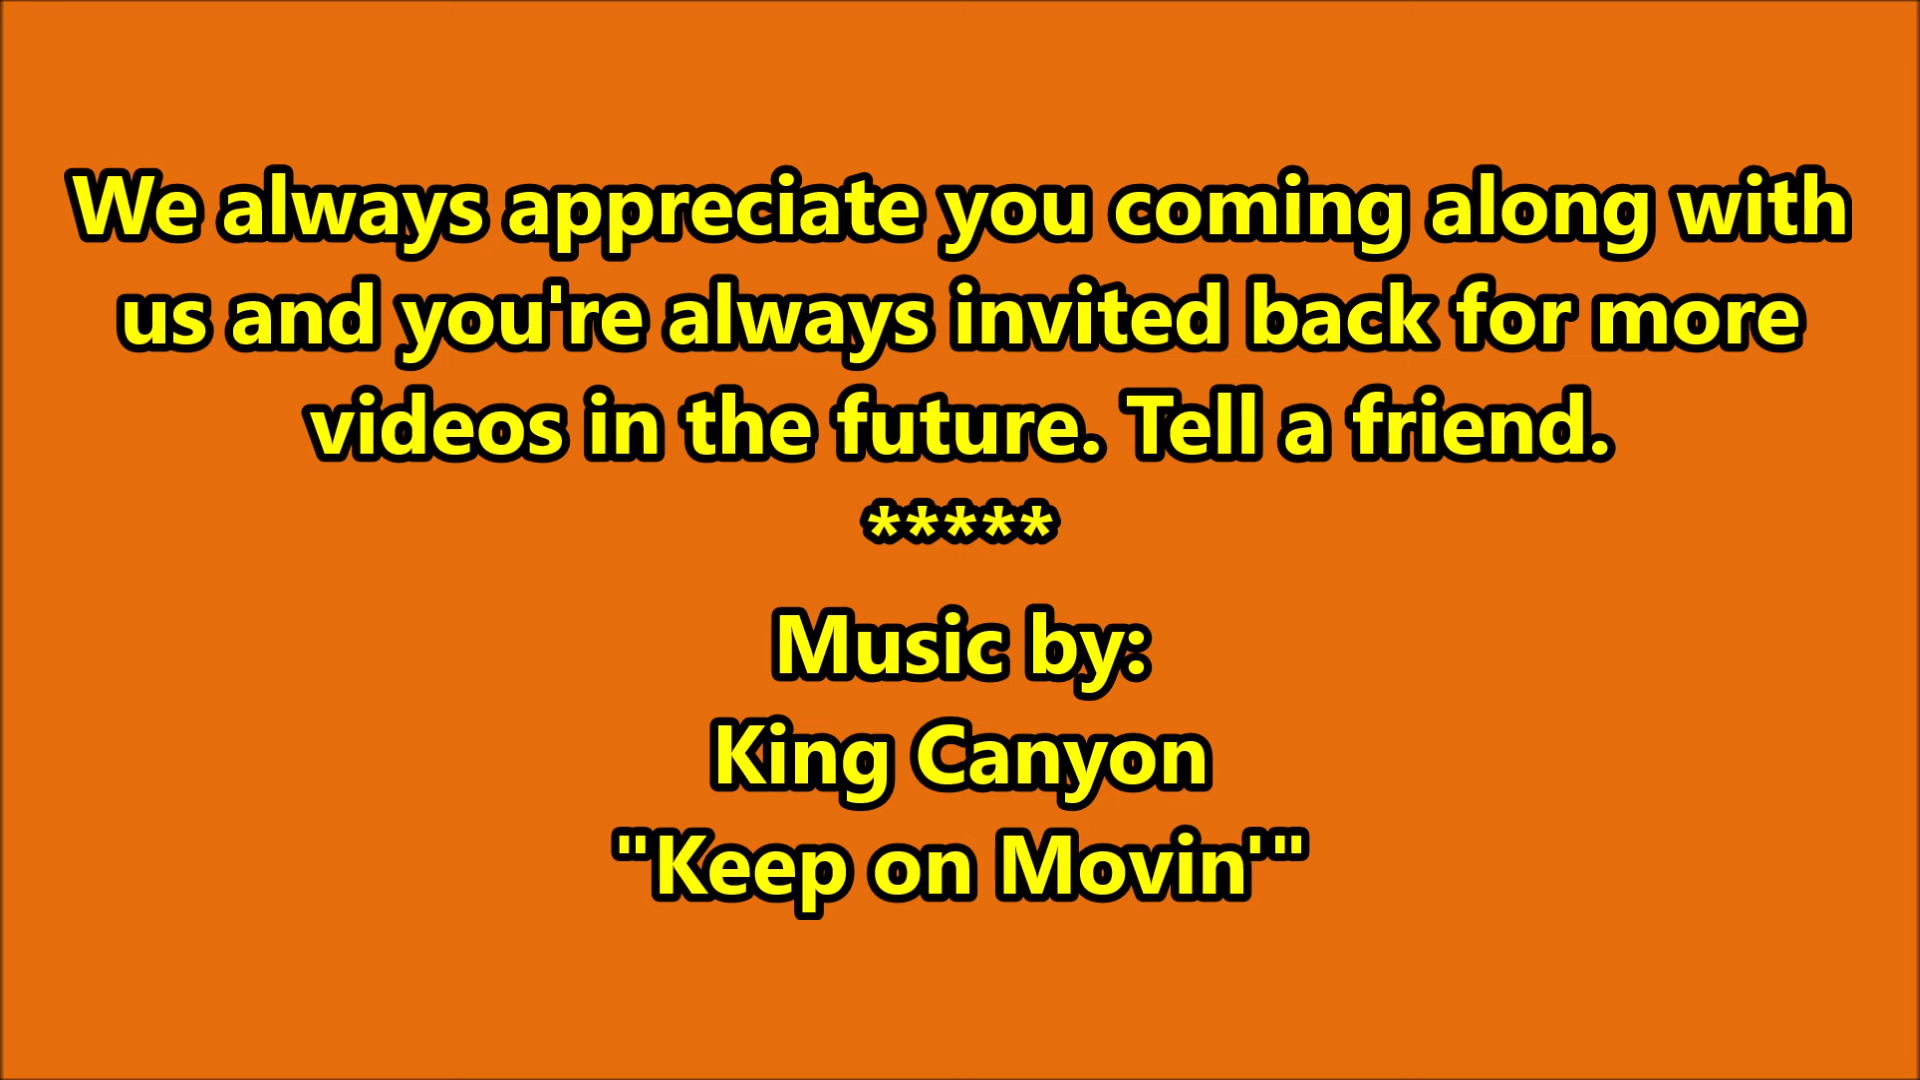 We always appreciate you coming along with
us and you're always invited back for more
videos in the future. Tell a friend.
*****
Music by:
King Canyon
"Keep on Movin'"